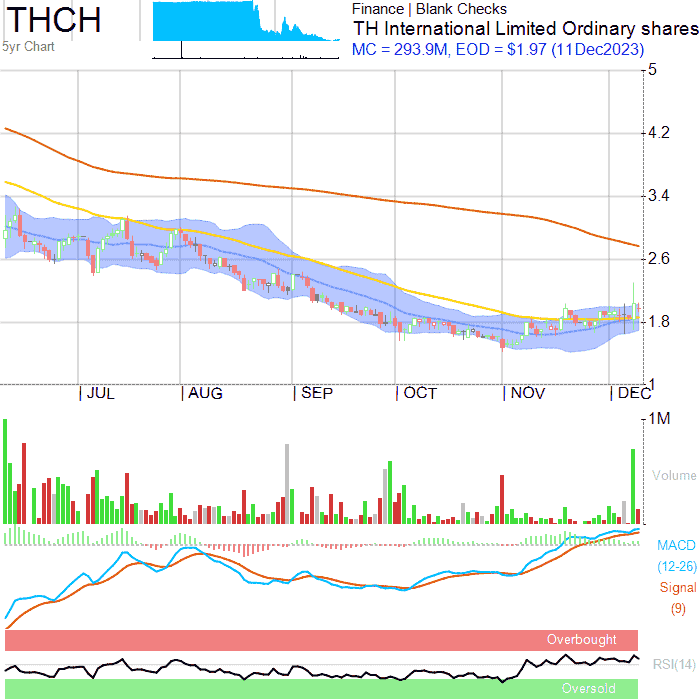 THCH
5yr Chart
Finance | Blank Checks
TH International Limited Ordinary shares
MC = 293.9M, EOD = $1.97 (11Dec2023)
5
4.2
3.4
2.6
1.8
1
JUL
AUG
SEP
OCT
NOV
DEC
1M
Volume
MACD
(12-26)
Signal
(9)
Overbought
RSI(14)
Oversold